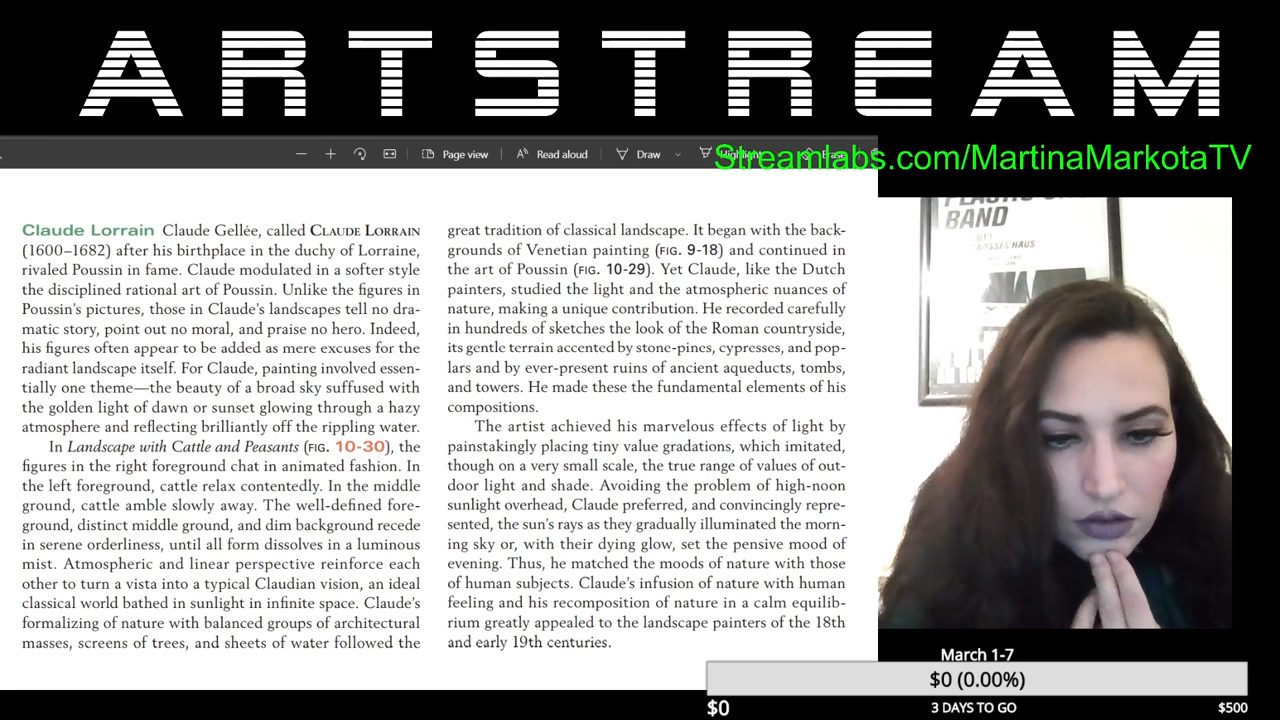 ARTSTREAM
Page view
Read aloud
Draw
Streamlabs.com/MartinaMarkotaTV
Claude Lorrain Claude Gellée, called CLAUDE LORRAIN
(1600–1682) after his birthplace in the duchy of Lorraine,
rivaled Poussin in fame. Claude modulated in a softer style
the disciplined rational art of Poussin. Unlike the figures in
Poussin's pictures, those in Claude's landscapes tell no dra-
matic story, point out no moral, and praise no hero. Indeed,
his figures often appear to be added as mere excuses for the
radiant landscape itself. For Claude, painting involved essen-
tially one theme—the beauty of a broad sky suffused with
the golden light of dawn or sunset glowing through a hazy
atmosphere and reflecting brilliantly off the rippling water.
In Landscape with Cattle and Peasants (FIG. 10-30), the
figures in the right foreground chat in animated fashion. In
the left foreground, cattle relax contentedly. In the middle
ground, cattle amble slowly away. The well-defined fore-
ground, distinct middle ground, and dim background recede
in serene orderliness, until all form dissolves in a luminous
mist. Atmospheric and linear perspective reinforce each
other to turn a vista into a typical Claudian vision, an ideal
classical world bathed in sunlight in infinite space. Claude's
formalizing of nature with balanced groups of architectural
masses, screens of trees, and sheets of water followed the
great tradition of classical landscape. It began with the back-
grounds of Venetian painting (FIG. 9-18) and continued in
the art of Poussin (FIG. 10-29). Yet Claude, like the Dutch
painters, studied the light and the atmospheric nuances of
nature, making a unique contribution. He recorded carefully
in hundreds of sketches the look of the Roman countryside,
its gentle terrain accented by stone-pines, cypresses, and pop-
lars and by ever-present ruins of ancient aqueducts, tombs,
and towers. He made these the fundamental elements of his
compositions.
The artist achieved his marvelous effects of light by
painstakingly placing tiny value gradations, which imitated,
though on a very small scale, the true range of values of out-
door light and shade. Avoiding the problem of high-noon
sunlight overhead, Claude preferred, and convincingly repre-
sented, the sun's rays as they gradually illuminated the morn-
ing sky or, with their dying glow, set the pensive mood of
evening. Thus, he matched the moods of nature with those
of human subjects. Claude's infusion of nature with human
feeling and his recomposition of nature in a calm equilib-
rium greatly appealed to the landscape painters of the 18th
and early 19th centuries.
BAND
March 1-7
$0 (0.00%)
$0
3 DAYS TO GO
$500